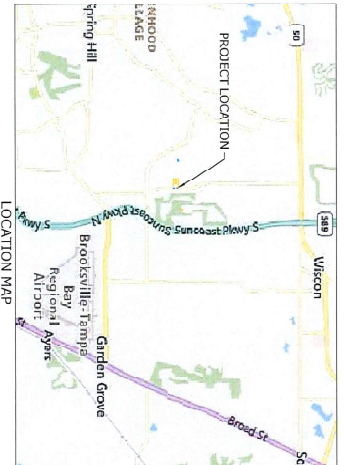 50
Spring Hill
NHOOD
LLAGE
PROJECT LOCATION
589
Wiscon
Suncoast Pkwy S
Suncoast Pkwy N
Pkwy S
Brooksville-Tampa
Bay
Regional
Airport
Garden Grove
Ayers
St
Broad St
So
LOCATION MAP